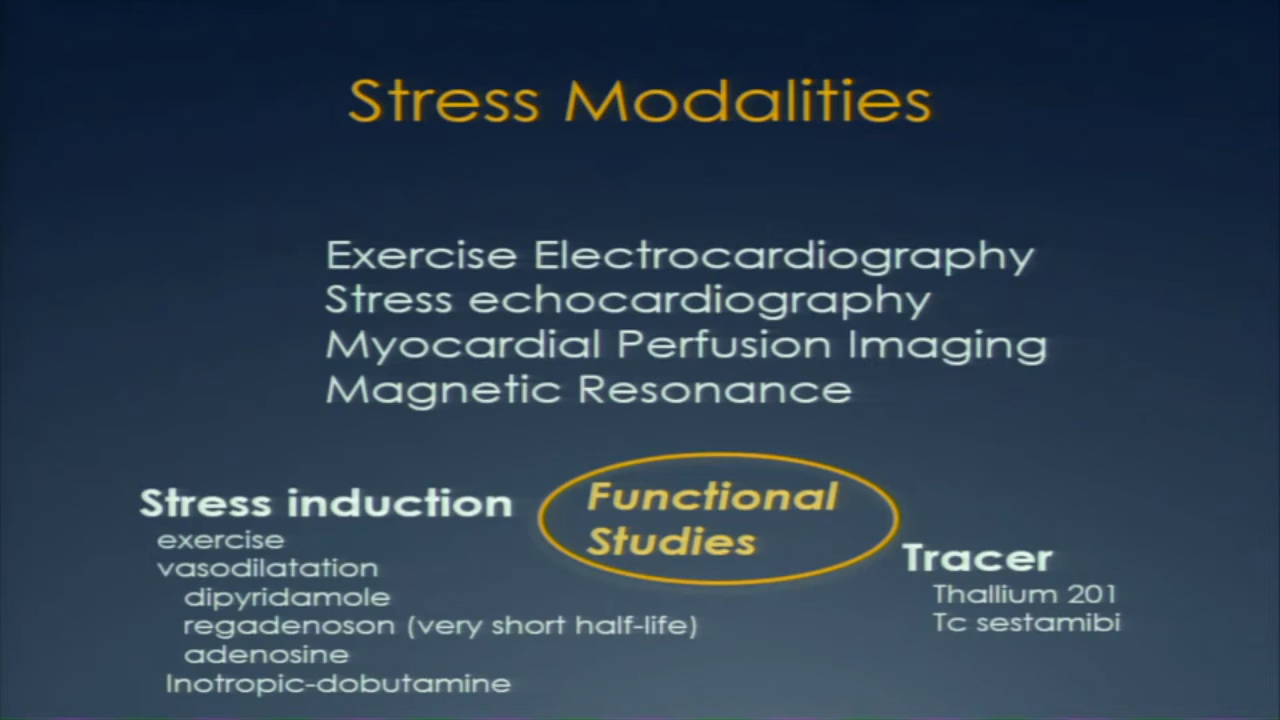 Stress Modalities
Exercise Electrocardiography
Stress echocardiography
Myocardial Perfusion Imaging
Magnetic Resonance
Stress induction
exercise
vasodilatation
dipyridamole
regadenoson (very short half-life)
adenosine
Inotropic-dobutamine
Functional
Studies
Tracer
Thallium 201
Tc sestamibi